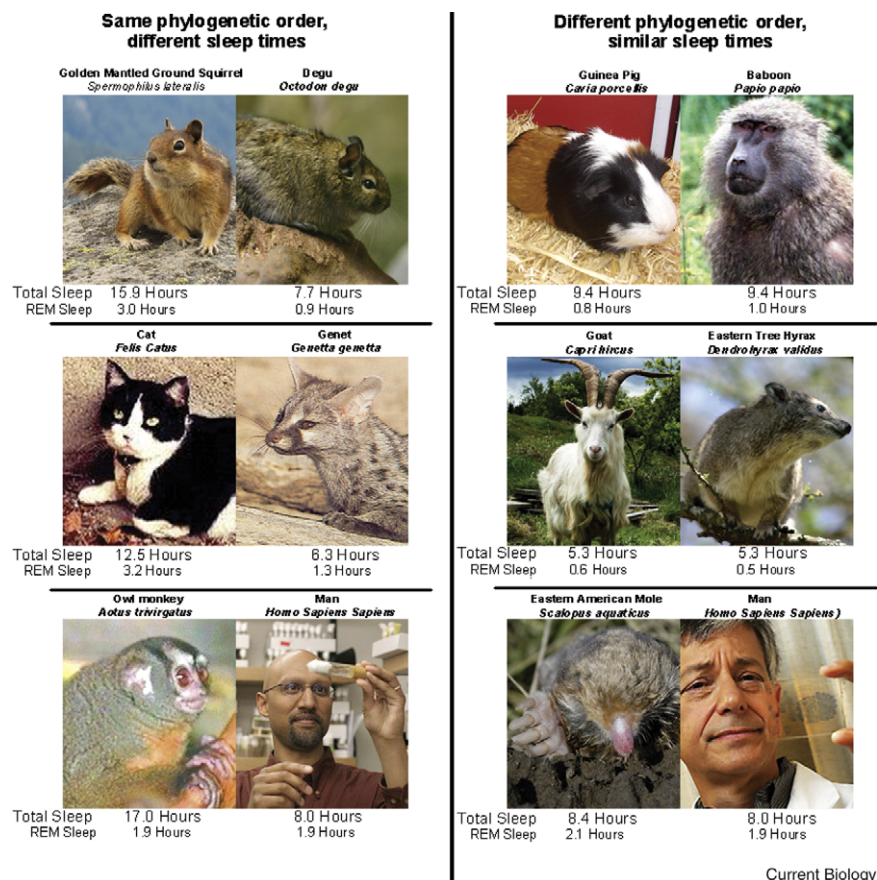 Same phylogenetic order,
different sleep times
Golden Mantled Ground Squirrel
Spermophilus lateralis
Degu
Octodon degu
Total Sleep 15.9 Hours 7.7 Hours
REM Sleep 3.0 Hours 0.9 Hours
Cat
Felis Catus
Genet
Genetta genetta
Total Sleep 12.5 Hours 6.3 Hours
REM Sleep 3.2 Hours 1.3 Hours
Owl monkey
Aotus trivirgatus
Man
Homo Sapiens Sapiens
Total Sleep 17.0 Hours 8.0 Hours
REM Sleep 1.9 Hours 1.9 Hours
Different phylogenetic order,
similar sleep times
Guinea Pig
Cavia porcellis
Baboon
Papio papio
Total Sleep 9.4 Hours 9.4 Hours
REM Sleep 0.8 Hours 1.0 Hours
Goat
Capri hircus
Eastern Tree Hyrax
Dendrohyrax validus
Total Sleep 5.3 Hours 5.3 Hours
REM Sleep 0.6 Hours 0.5 Hours
Eastern American Mole
Scalopus aquaticus
Man
Homo Sapiens Sapiens)
Total Sleep 8.4 Hours 8.0 Hours
REM Sleep 2.1 Hours 1.9 Hours
Current Biology